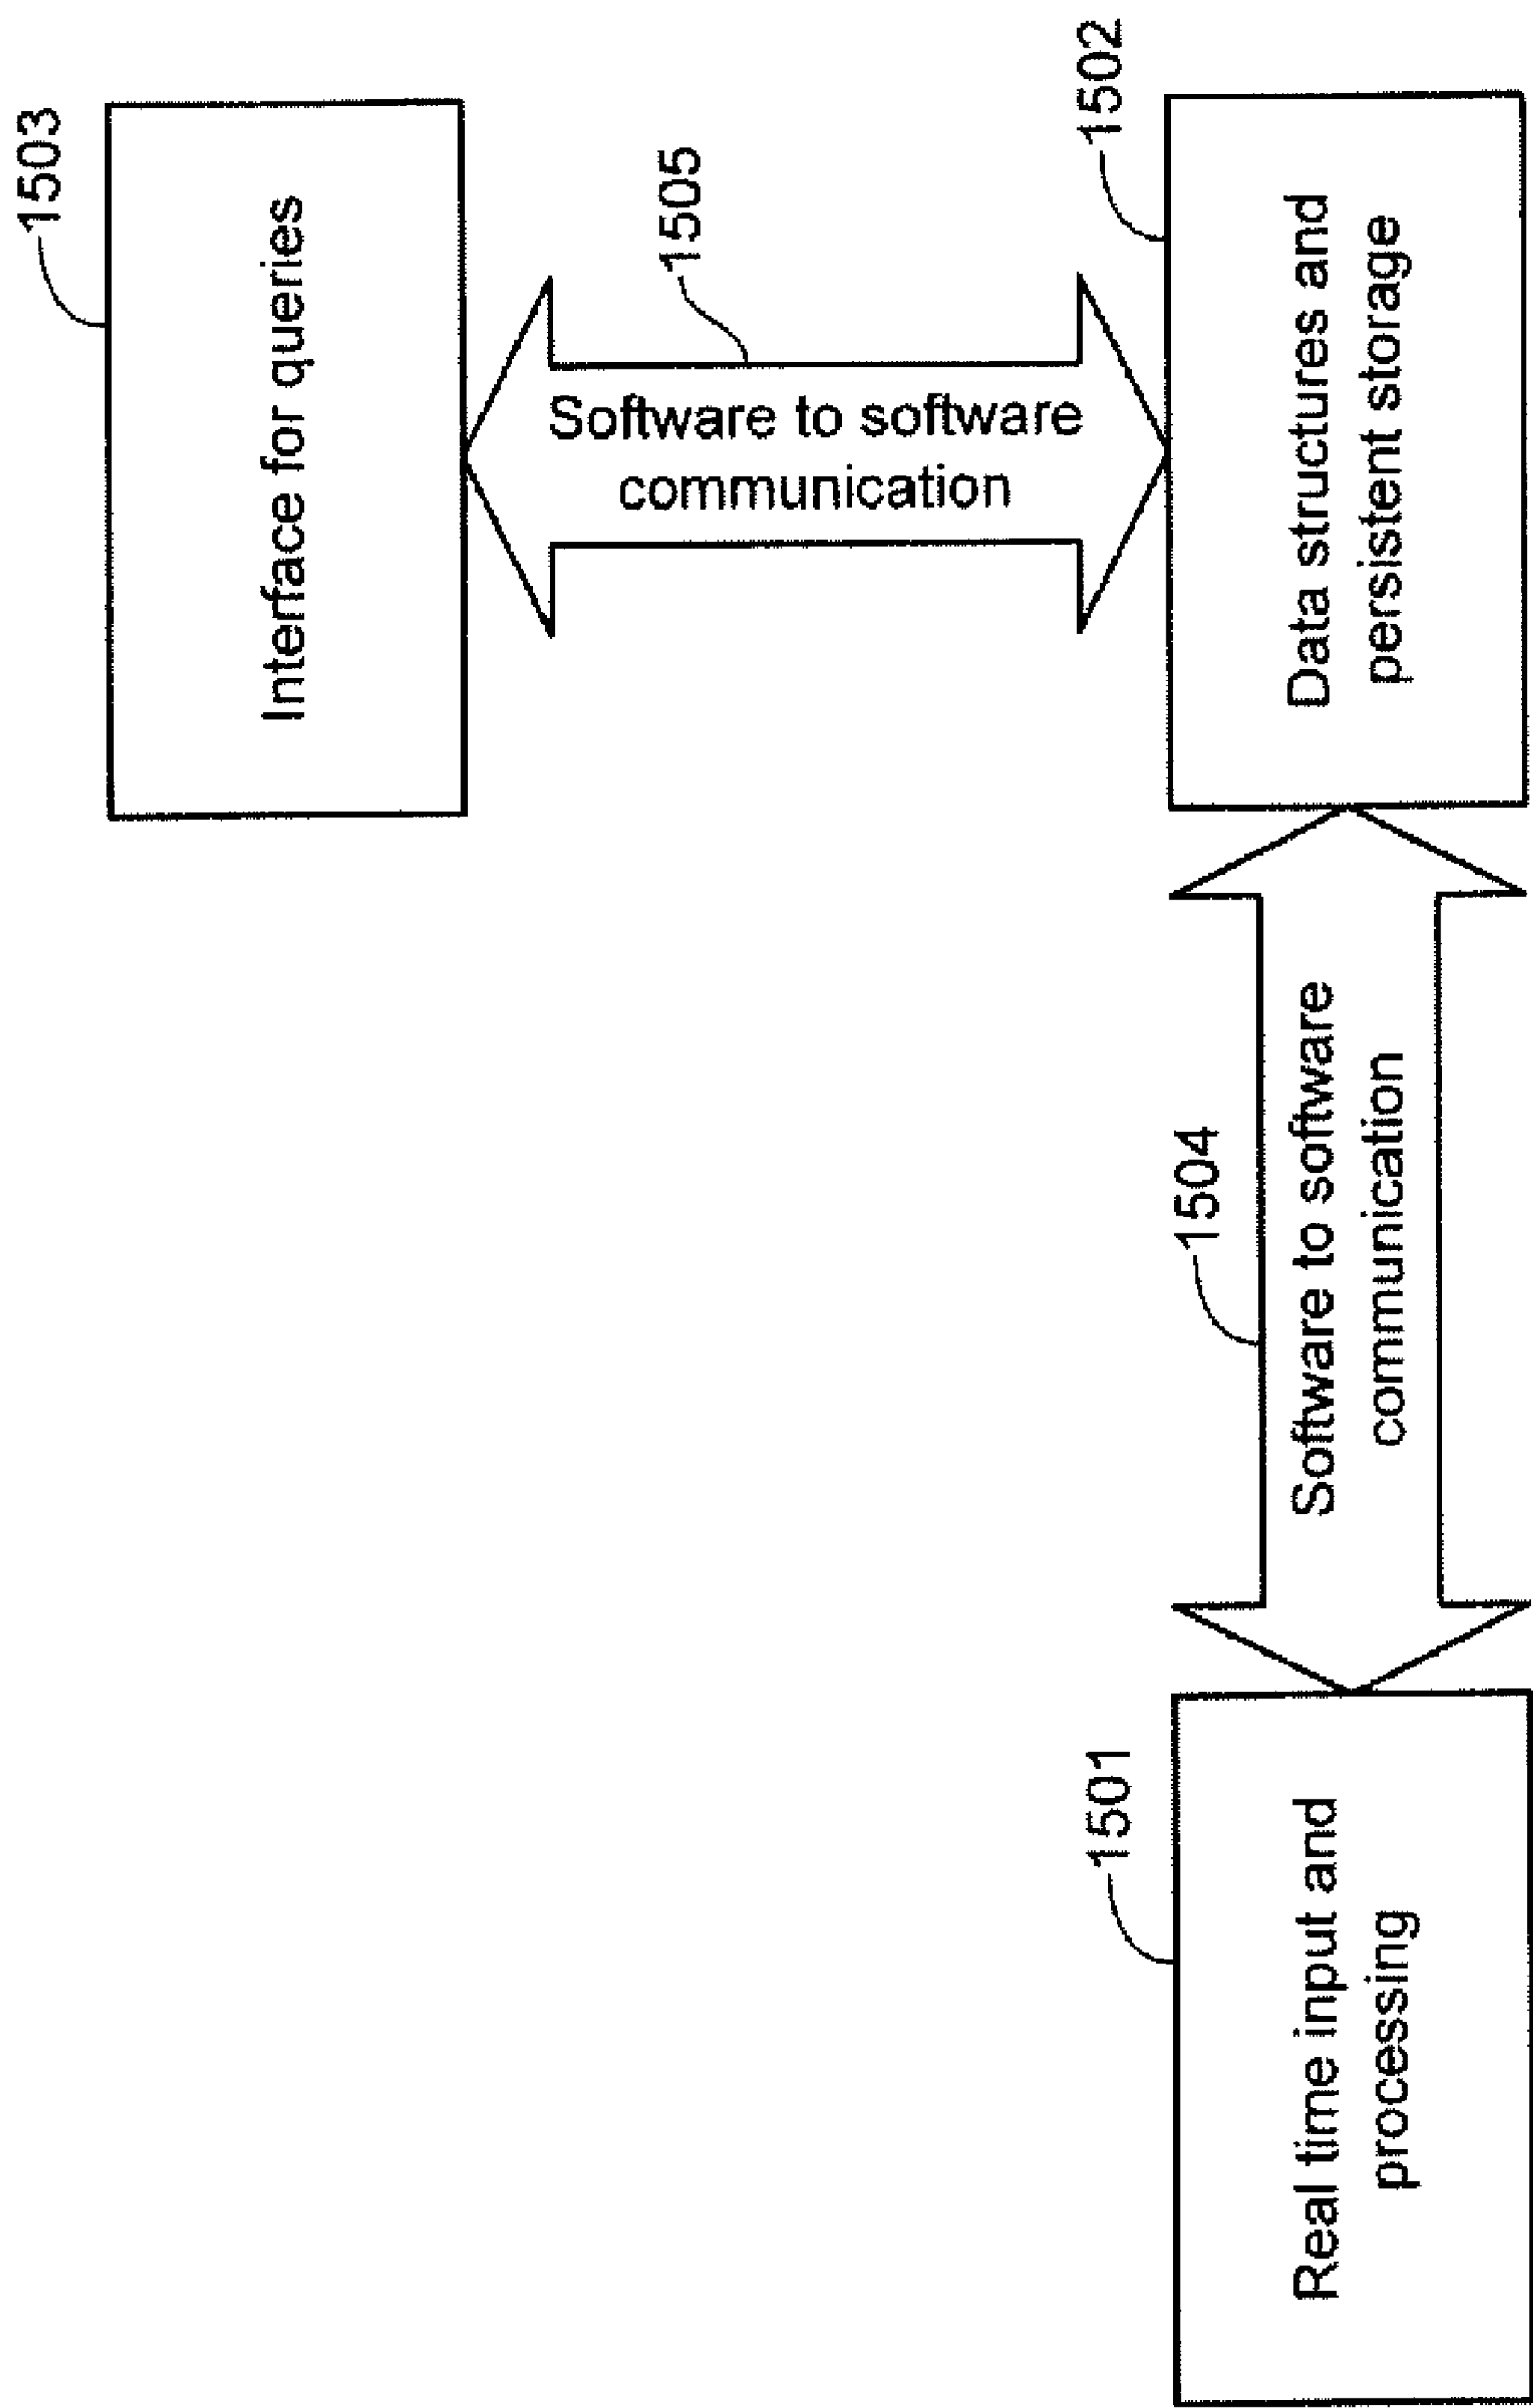 1503
Interface for queries
1505
Software to software
communication
1502
Data structures and
persistent storage
1504
Software to software
communication
1501
Real time input and
processing